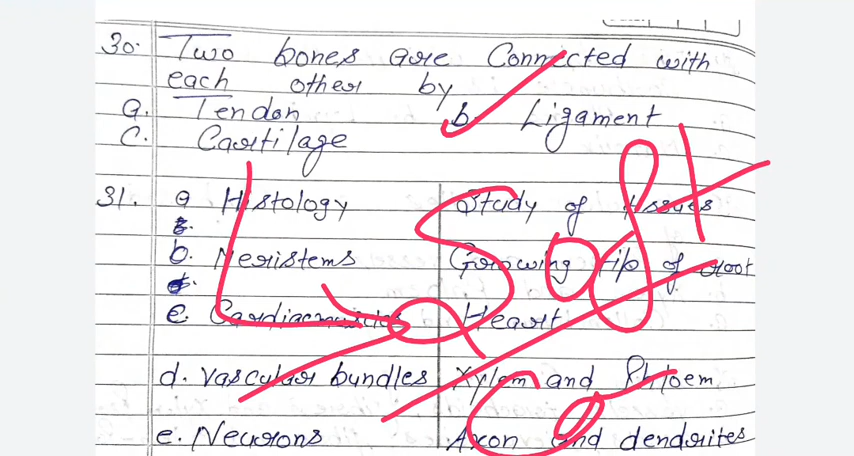 30. Two bones are Connected with
each other by
a. Tendon b. Ligament
c. Cartilage
31. a Histology Study of tissues
b. Meristems Growing tip of root
c. Cardiacmuscles Heart
d. Vascular bundles Xylem and Phloem
e. Neurons Axon and dendrites